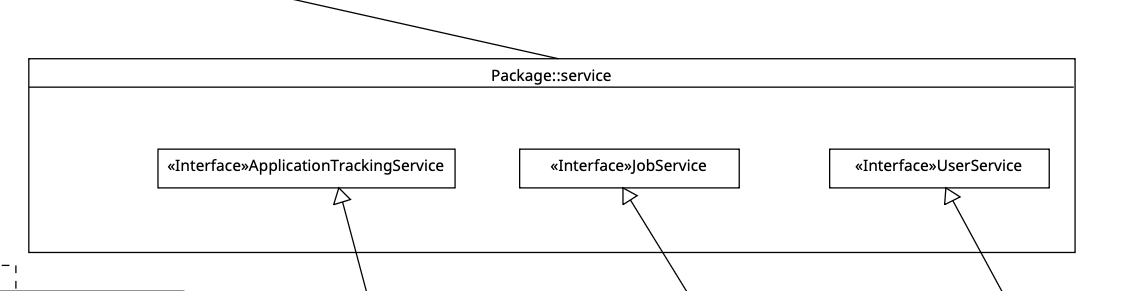 Package::service
«Interface»ApplicationTrackingService
«Interface»JobService
«Interface»UserService